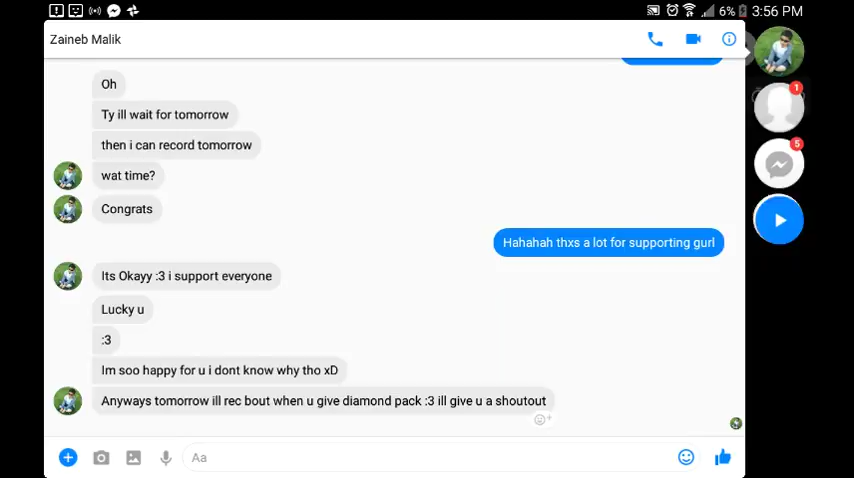 6% 3:56 PM
Zaineb Malik
Oh
Ty ill wait for tomorrow
then i can record tomorrow
wat time?
Congrats
Hahahah thxs a lot for supporting gurl
Its Okayy :3 i support everyone
Lucky u
:3
Im soo happy for u i dont know why tho xD
Anyways tomorrow ill rec bout when u give diamond pack :3 ill give u a shoutout
Aa
1
5